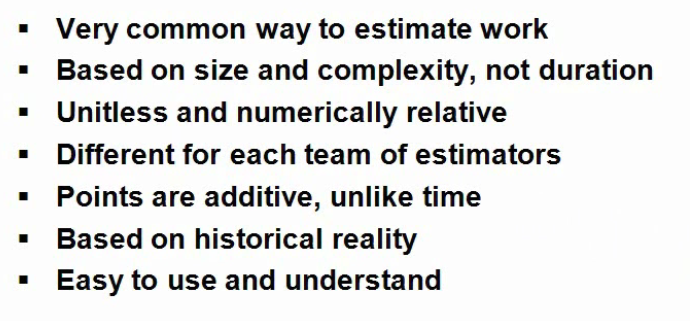 ▪ Very common way to estimate work
▪ Based on size and complexity, not duration
▪ Unitless and numerically relative
▪ Different for each team of estimators
▪ Points are additive, unlike time
▪ Based on historical reality
▪ Easy to use and understand